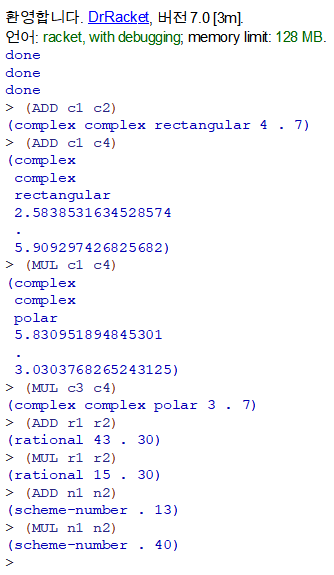 환영합니다. DrRacket, 버전 7.0 [3m].
언어: racket, with debugging; memory limit: 128 MB.
done
done
done
> (ADD c1 c2)
(complex complex rectangular 4 . 7)
> (ADD c1 c4)
(complex
complex
rectangular
2.5838531634528574
.
5.909297426825682)
> (MUL c1 c4)
(complex
complex
polar
5.830951894845301
.
3.0303768265243125)
> (MUL c3 c4)
(complex complex polar 3 . 7)
> (ADD r1 r2)
(rational 43 . 30)
> (MUL r1 r2)
(rational 15 . 30)
> (ADD n1 n2)
(scheme-number . 13)
> (MUL n1 n2)
(scheme-number . 40)
>